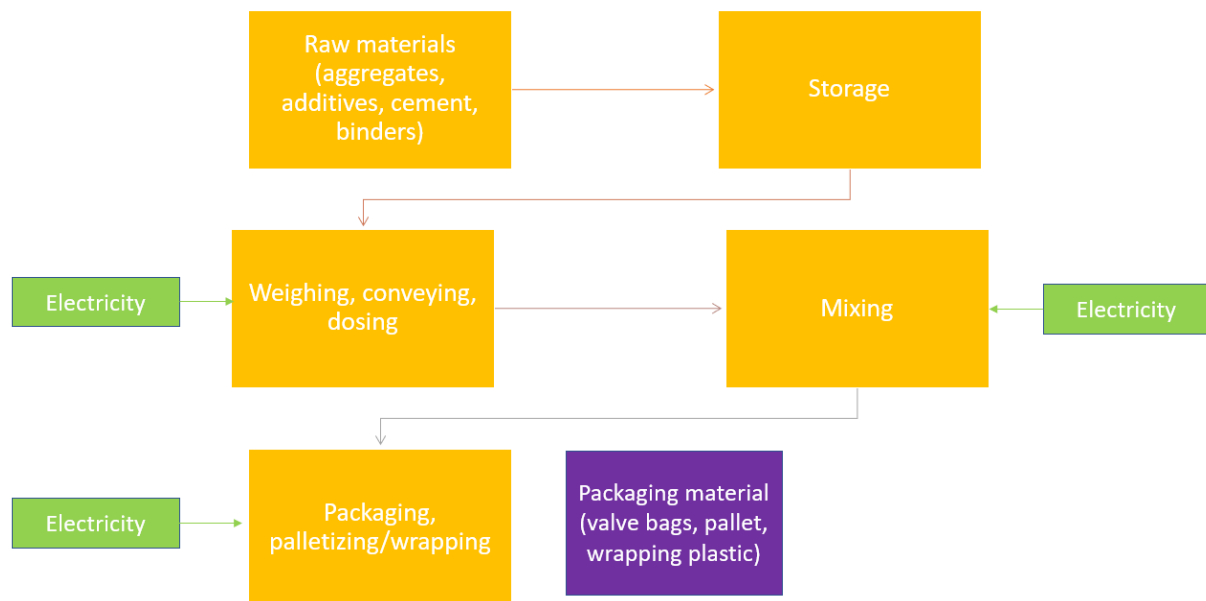 Raw materials
(aggregates,
additives, cement,
binders)
Storage
Electricity
Weighing, conveying,
dosing
Mixing
Electricity
Electricity
Packaging,
palletizing/wrapping
Packaging material
(valve bags, pallet,
wrapping plastic)